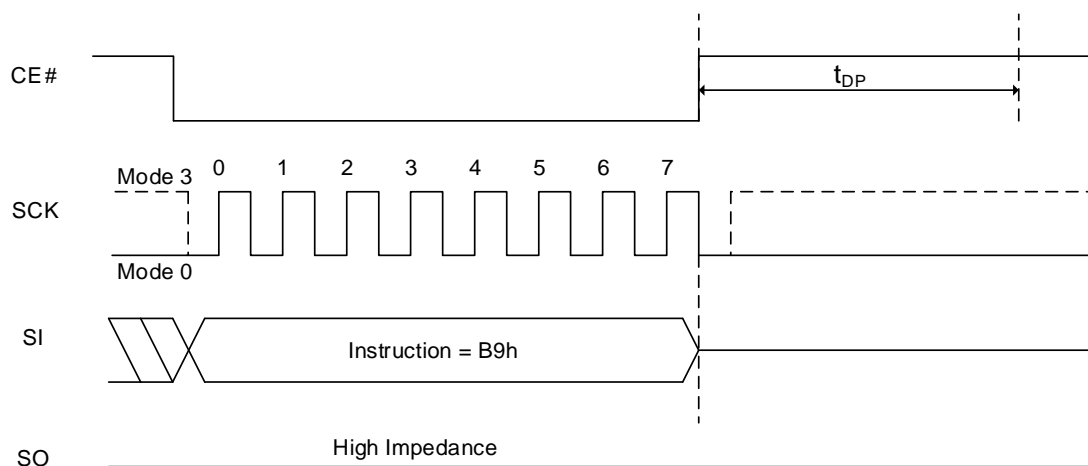 CE#
t_DP
0 1 2 3 4 5 6 7
Mode 3
SCK
Mode 0
SI
Instruction = B9h
High Impedance
SO